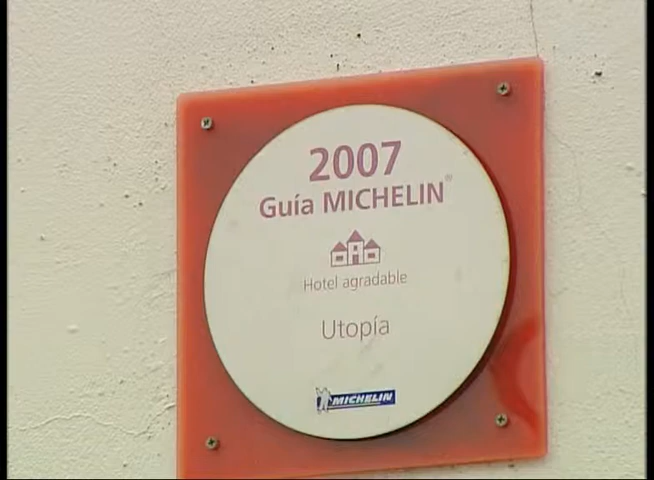 2007
Guía MICHELIN®
Hotel agradable
Utopía
MICHELIN